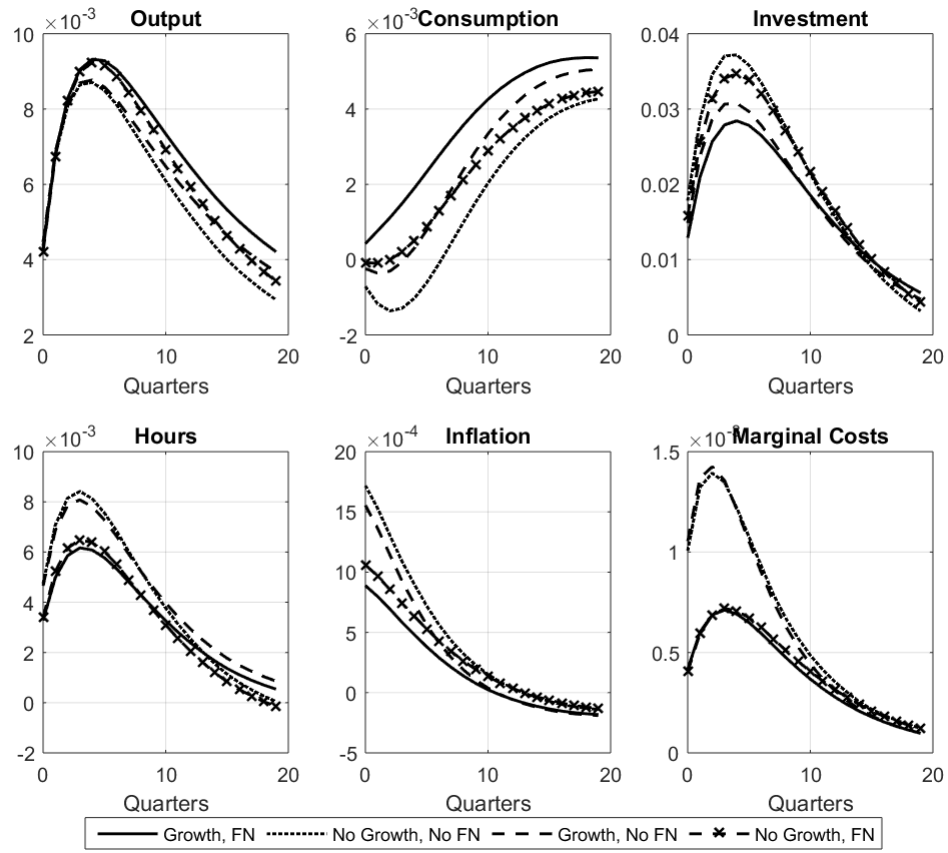 ×10⁻³ Output
10
8
6
4
2
0 10 20
Quarters
×10⁻³ Consumption
6
4
2
0
-2
0 10 20
Quarters
Investment
0.04
0.03
0.02
0.01
0
0 10 20
Quarters
×10⁻³ Hours
10
8
6
4
2
0
-2
0 10 20
Quarters
×10⁻⁴ Inflation
20
15
10
5
0
-5
0 10 20
Quarters
×10 Marginal Costs
1.5
1
0.5
0
0 10 20
Quarters
Growth, FN No Growth, No FN Growth, No FN No Growth, FN